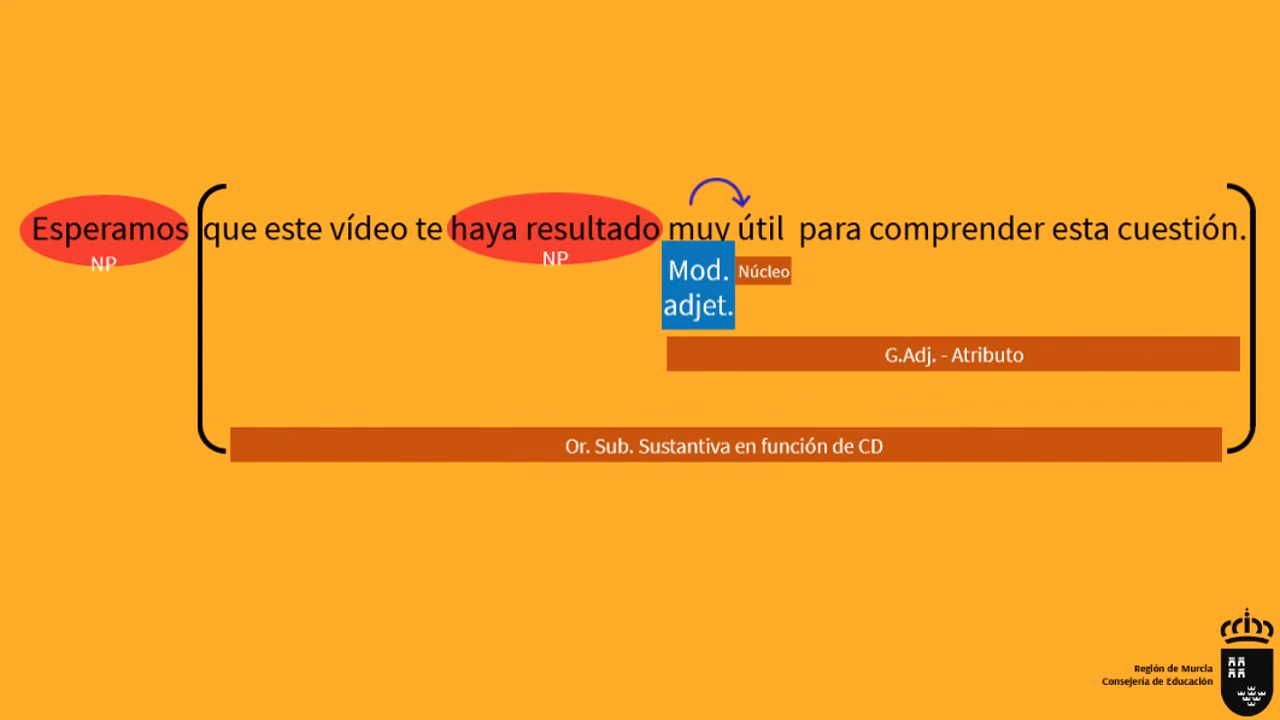 Esperamos que este vídeo te haya resultado muy útil para comprender esta cuestión.
NP
NP
Mod.
adjet.
Núcleo
G.Adj. - Atributo
Or. Sub. Sustantiva en función de CD
Región de Murcia
Consejería de Educación